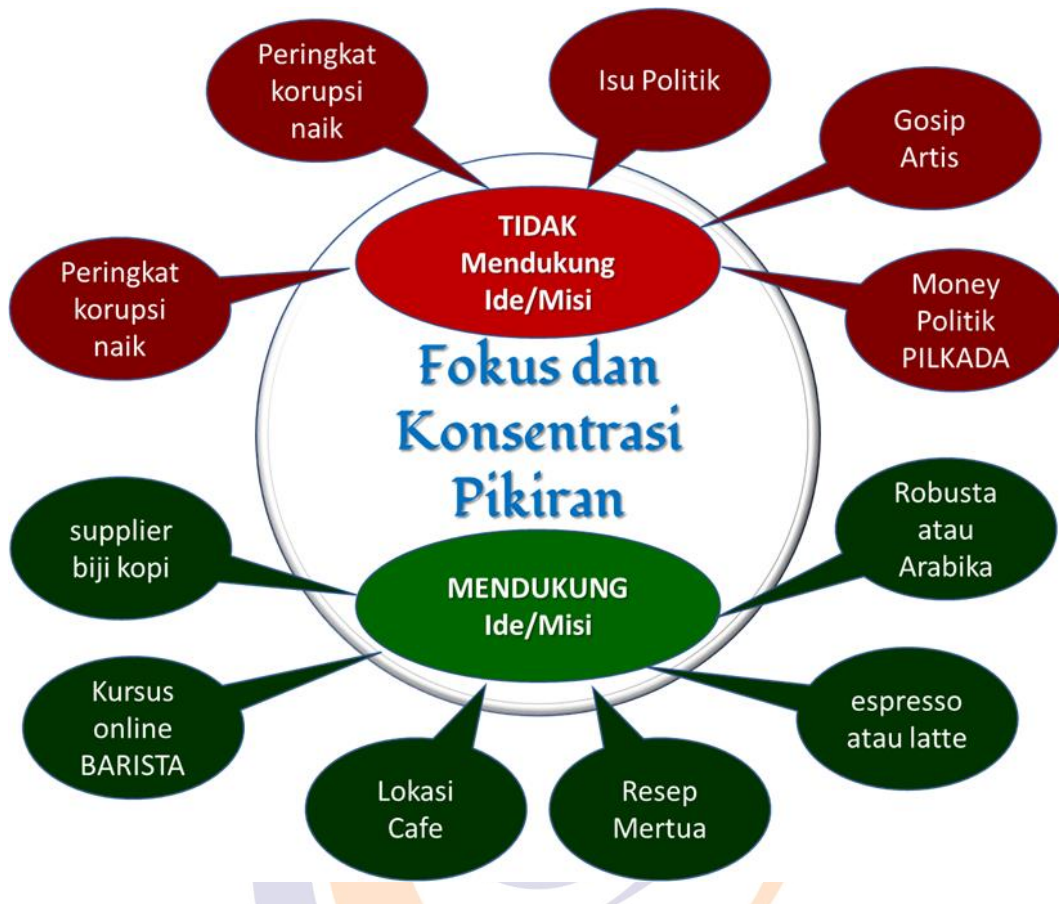 Peringkat
korupsi
naik
Isu Politik
Gosip
Artis
Peringkat
korupsi
naik
Money
Politik
PILKADA
TIDAK
Mendukung
Ide/Misi
Fokus dan
Konsentrasi
Pikiran
MENDUKUNG
Ide/Misi
supplier
biji kopi
Robusta
atau
Arabika
Kursus
online
BARISTA
espresso
atau latte
Lokasi
Cafe
Resep
Mertua